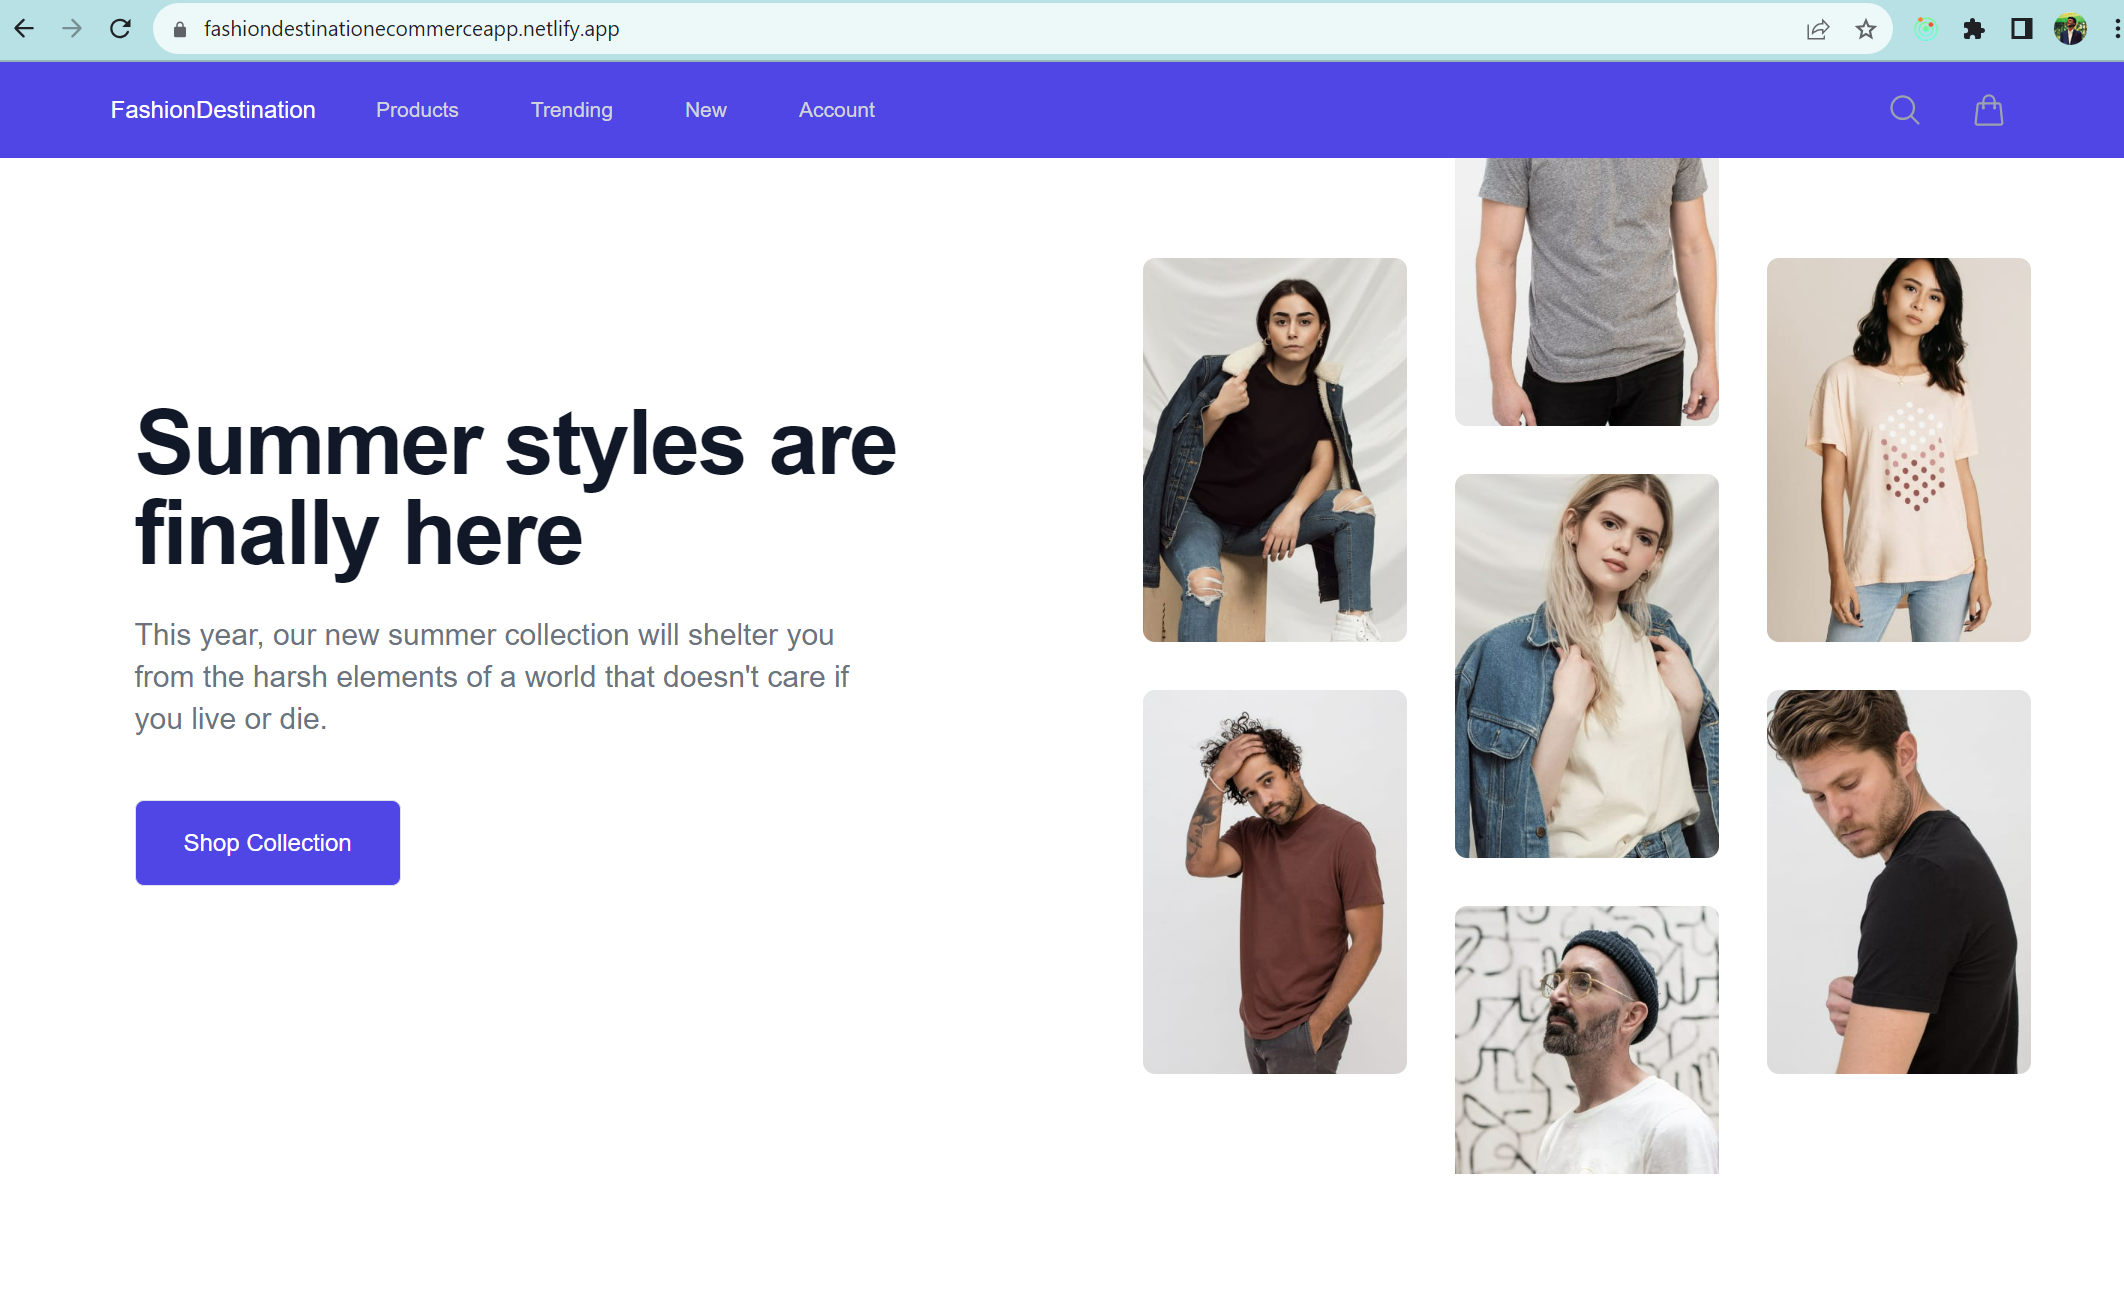 fashiondestinationecommerceapp.netlify.app
FashionDestination Products Trending New Account
Summer styles are
finally here
This year, our new summer collection will shelter you
from the harsh elements of a world that doesn't care if
you live or die.
Shop Collection